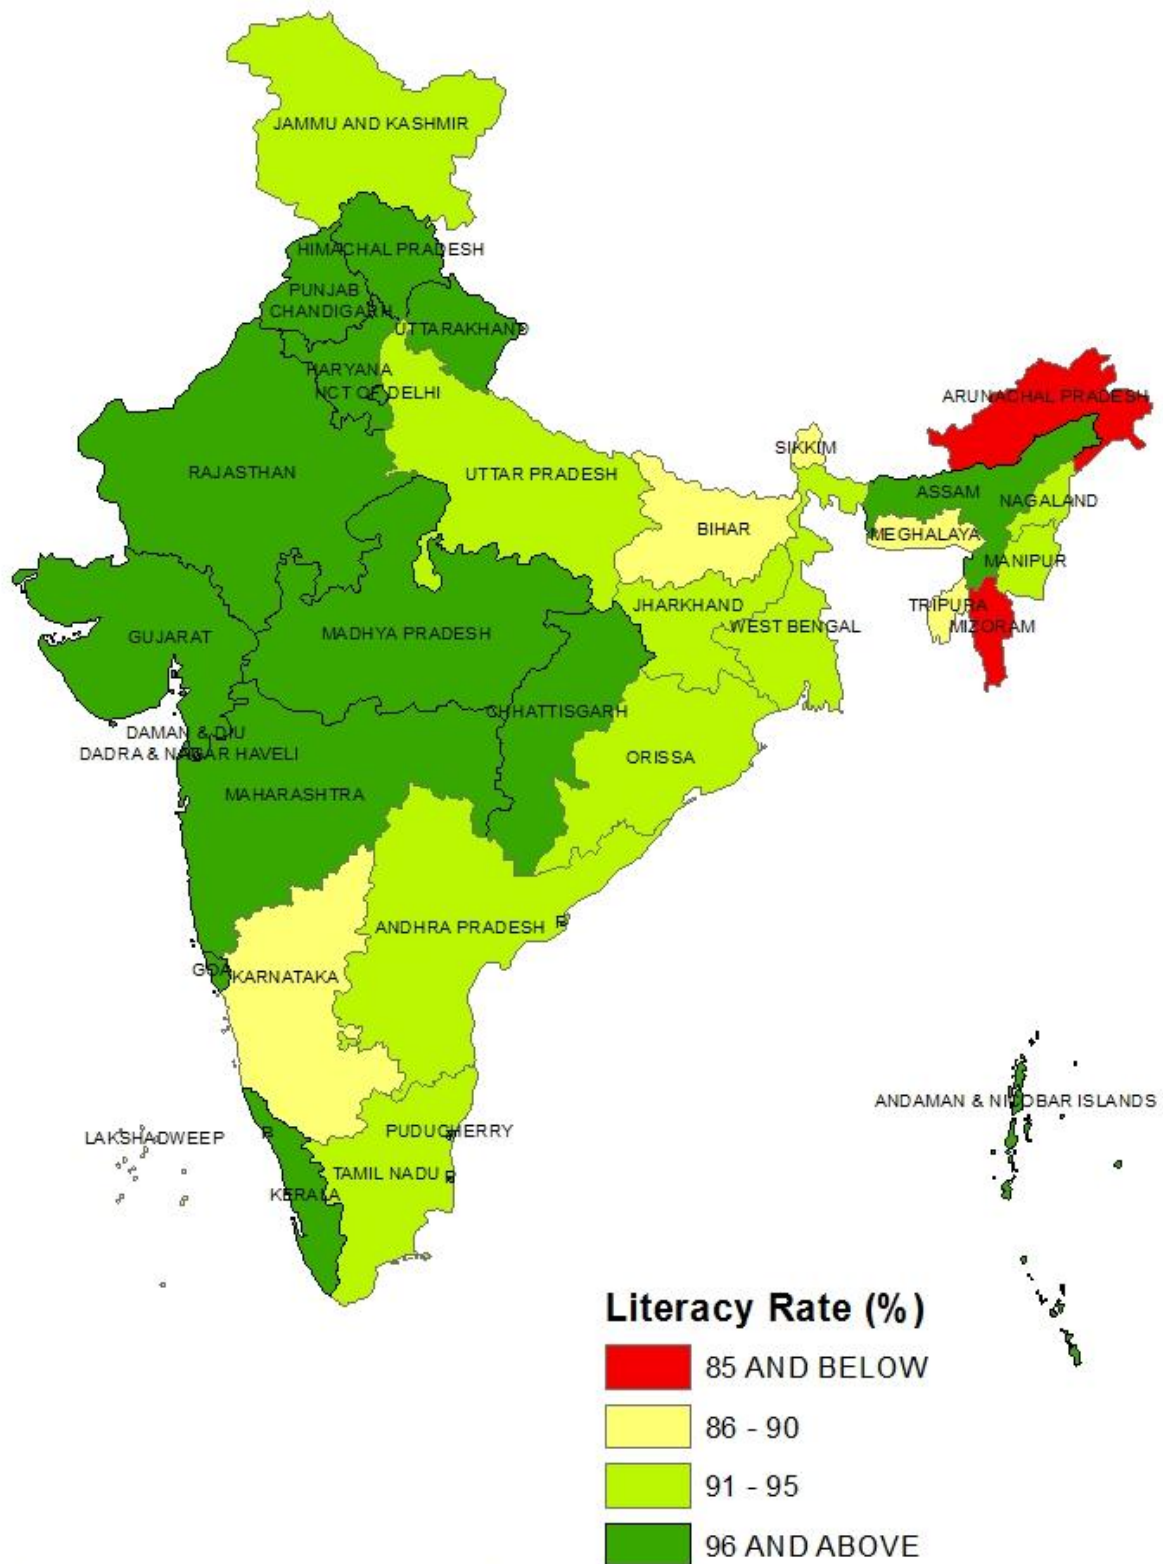 JAMMU AND KASHMIR
HIMACHAL PRADESH
PUNJAB
CHANDIGARH
UTTARAKHAND
HARYANA
NCT OF DELHI
ARUNACHAL PRADESH
SIKKIM
RAJASTHAN
UTTAR PRADESH
ASSAM
NAGALAND
BIHAR
MEGHALAYA
MANIPUR
JHARKHAND
TRIPURA
GUJARAT
MADHYA PRADESH
WEST BENGAL
MIZORAM
CHHATTISGARH
DAMAN & DIU
DADRA & NAGAR HAVELI
ORISSA
MAHARASHTRA
ANDHRA PRADESH
P
GOA
KARNATAKA
ANDAMAN & NICOBAR ISLANDS
LAKSHADWEEP
P
PUDUCHERRY
TAMIL NADU
P
KERALA
Literacy Rate (%)
85 AND BELOW
86 - 90
91 - 95
96 AND ABOVE